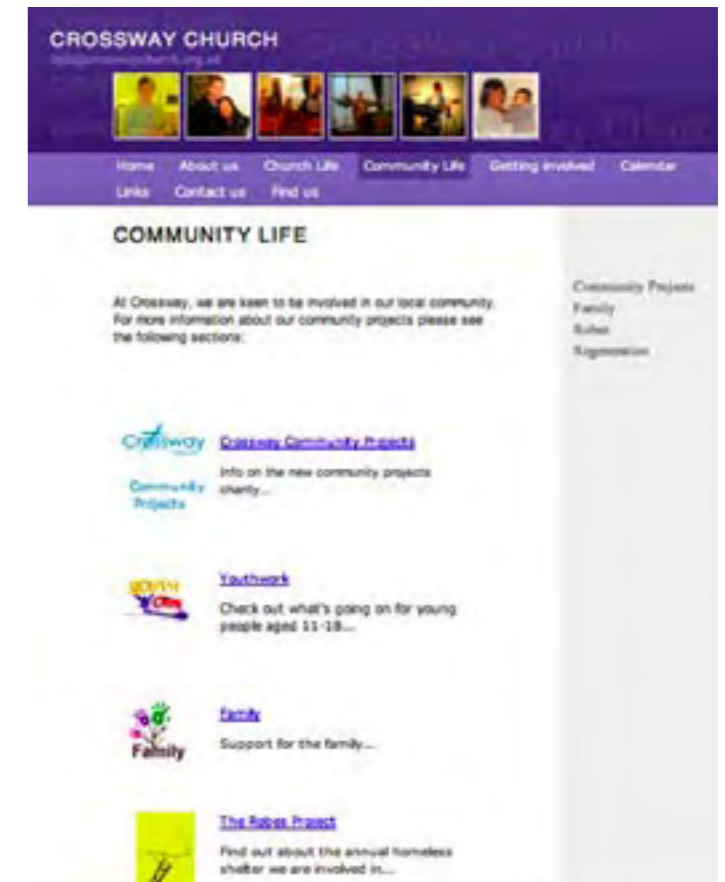 CROSSWAY CHURCH
Home About us Church Life Community Life Getting involved Calendar
Links Contact us Find us
COMMUNITY LIFE
At Crossway, we are keen to be involved in our local community.
For more information about our community projects please see
the following sections:
Community Projects
Family
Robes
Regeneration
Crossway
Community
Projects
Crossway Community Projects
Info on the new community projects
charity...
YOUTH
Youthwork
Check out what's going on for young
people aged 11-18...
Family
Family
Support for the family...
The Robes Project
Find out about the annual homeless
shelter we are involved in...